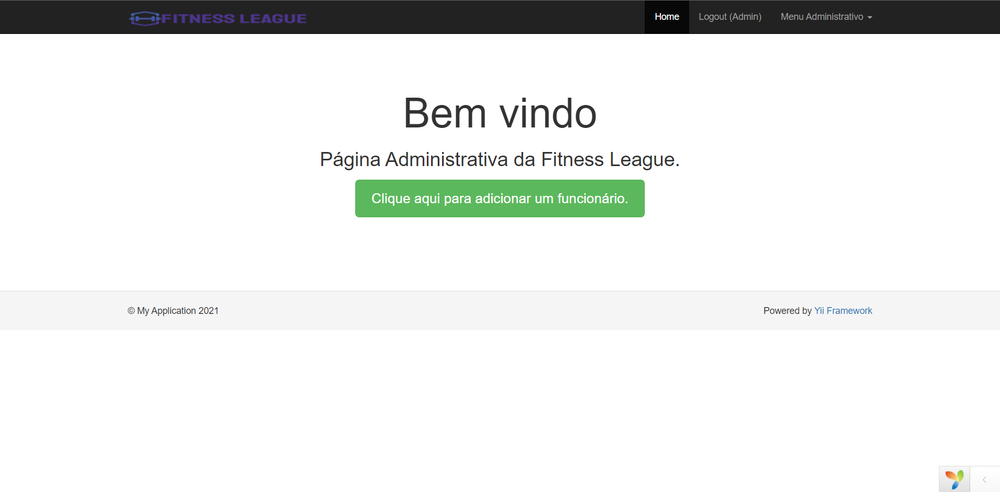 FITNESS LEAGUE
Home
Logout (Admin)
Menu Administrativo
Bem vindo
Página Administrativa da Fitness League.
Clique aqui para adicionar um funcionário.
© My Application 2021
Powered by Yii Framework